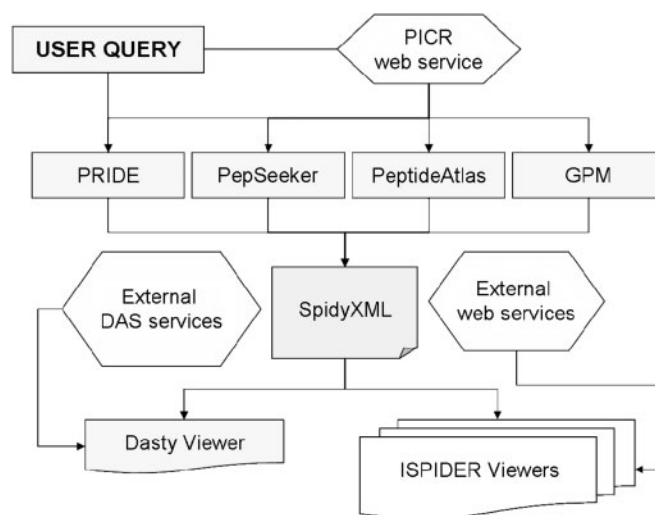 USER QUERY
PICR
web service
PRIDE
PepSeeker
PeptideAtlas
GPM
External
DAS services
SpidyXML
External
web services
Dasty Viewer
ISPIDER Viewers